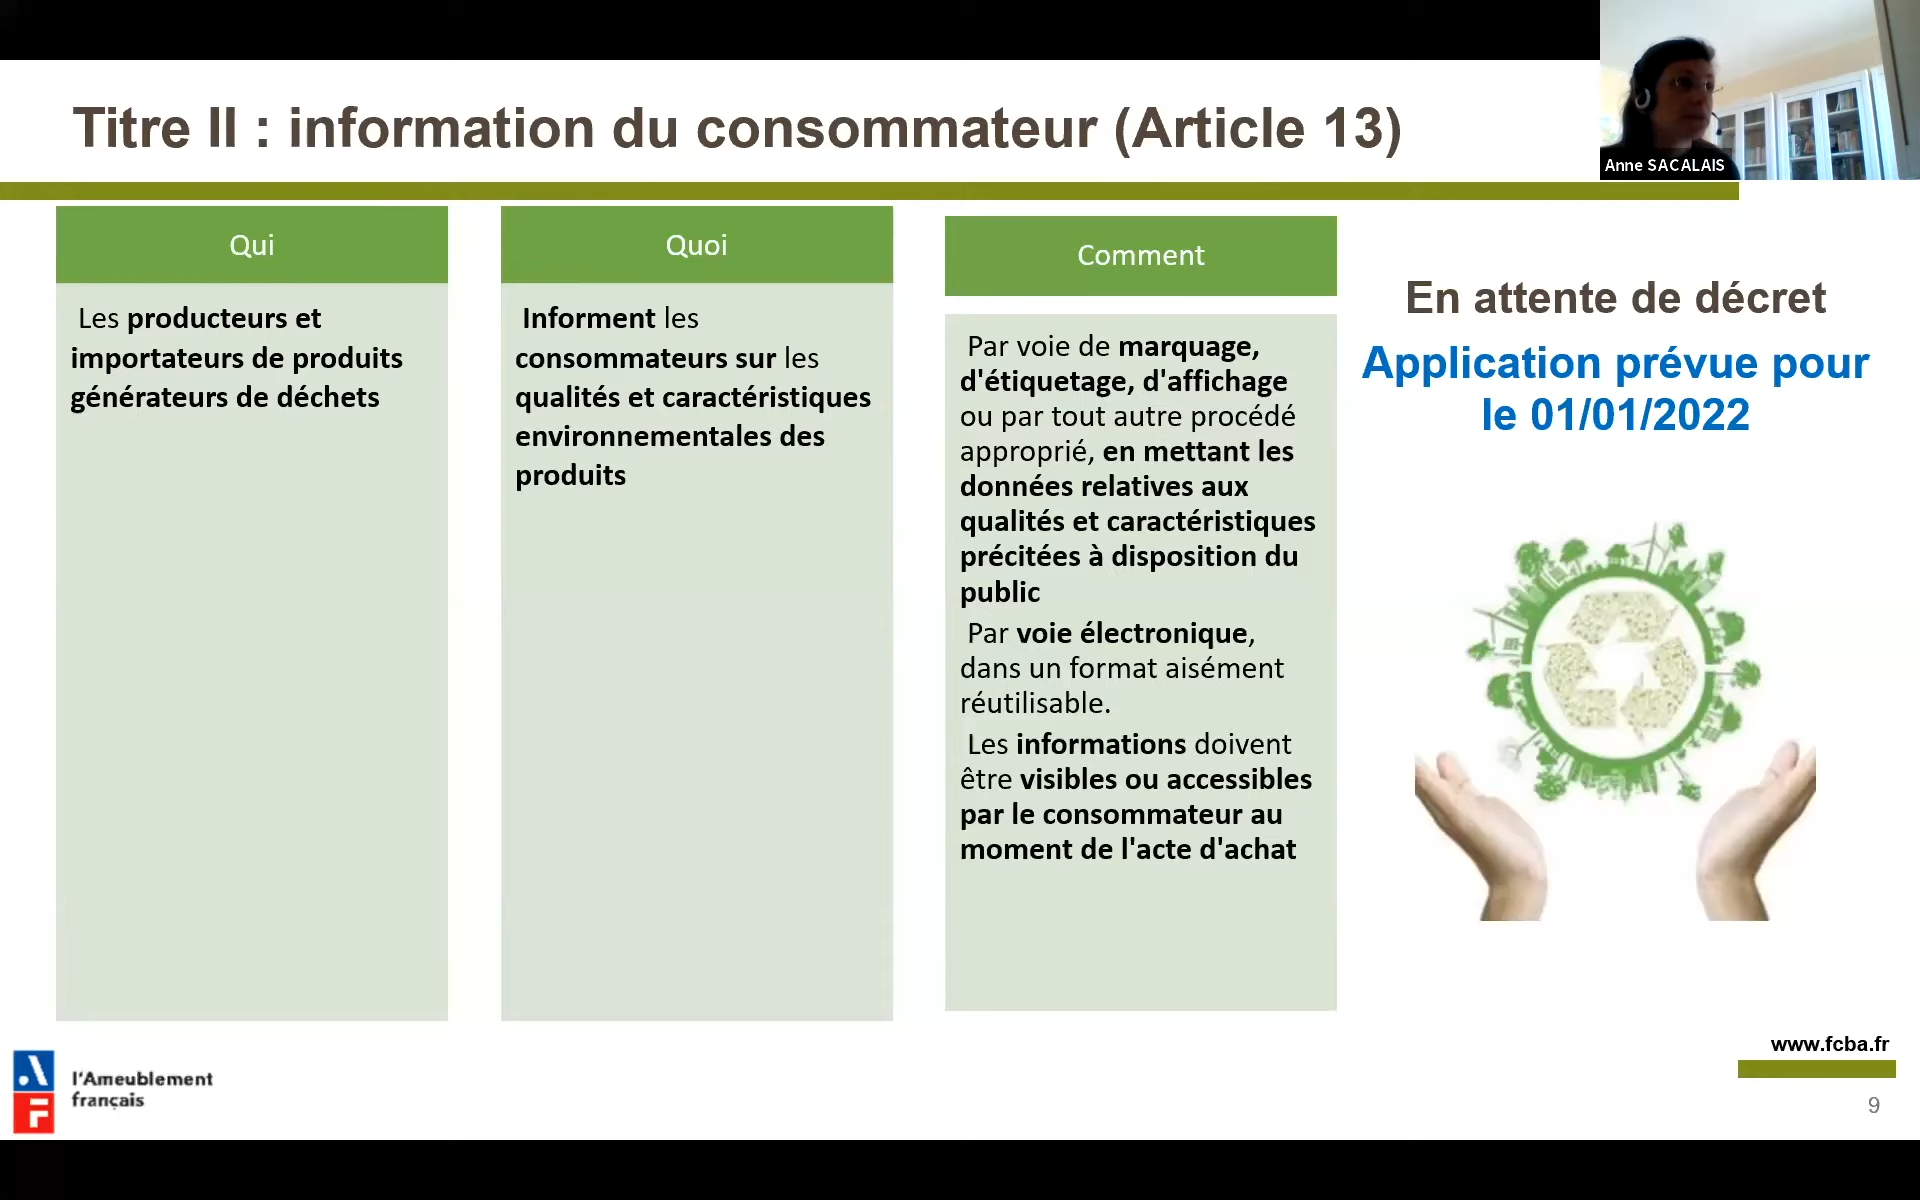 Titre II : information du consommateur (Article 13)
Anne SACALAIS
Qui
Les producteurs et
importateurs de produits
générateurs de déchets
Quoi
Informent les
consommateurs sur les
qualités et caractéristiques
environnementales des
produits
Comment
Par voie de marquage,
d'étiquetage, d'affichage
ou par tout autre procédé
approprié, en mettant les
données relatives aux
qualités et caractéristiques
précitées à disposition du
public
Par voie électronique,
dans un format aisément
réutilisable.
Les informations doivent
être visibles ou accessibles
par le consommateur au
moment de l'acte d'achat
En attente de décret
Application prévue pour
le 01/01/2022
AF
l'Ameublement
français
www.fcba.fr
9